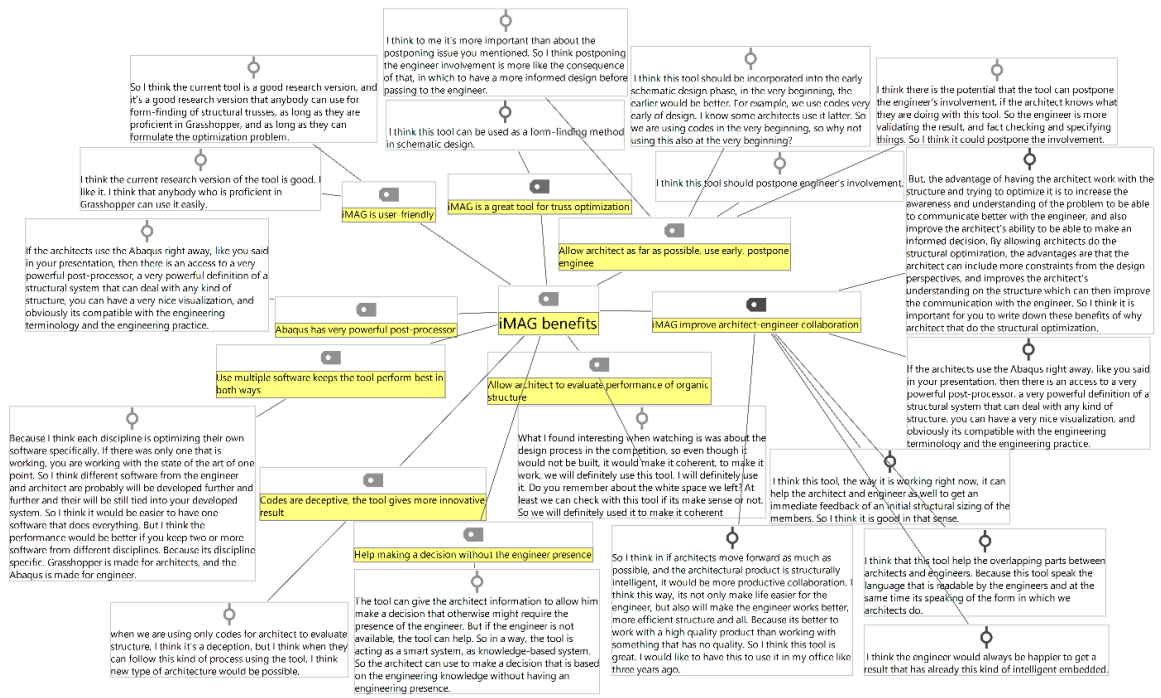 I think to me it's more important than about the
postponing issue you mentioned. So I think postponing
the engineer involvement is more like the consequence
of that, in which to have a more informed design before
passing to the engineer.
So I think the current tool is a good research version, and
it's a good research version that anybody can use for
form-finding of structural trusses, as long as they are
proficient in Grasshopper, and as long as they can
formulate the optimization problem.
I think this tool should be incorporated into the early
schematic design phase, in the very beginning, the
earlier would be better. For example, we use codes very
early of design. I know some architects use it latter. So
we are using codes in the very beginning, so why not
using this also at the very beginning?
I think there is the potential that the tool can postpone
the engineer's involvement, if the architect knows what
they are doing with this tool. So the engineer is more
validating the result, and fact checking and specifying
things. So I think it could postpone the involvement.
I think this tool can be used as a form-finding method
in schematic design.
I think the current research version of the tool is good. I
like it. I think that anybody who is proficient in
Grasshopper can use it easily.
I think this tool should postpone engineer's involvement.
But, the advantage of having the architect work with the
structure and trying to optimize it is to increase the
awareness and understanding of the problem to be able
to communicate better with the engineer, and also
improve the architect's ability to be able to make an
informed decision. By allowing architects do the
structural optimization, the advantages are that the
architect can include more constraints from the design
perspectives, and improves the architect's
understanding on the structure which can then improve
the communication with the engineer. So I think it is
important for you to write down these benefits of why
architect that do the structural optimization.
iMAG is user-friendly
iMAG is a great tool for truss optimization
Allow architect as far as possible, use early, postpone
enginee
If the architects use the Abaqus right away, like you said
in your presentation, then there is an access to a very
powerful post-processor, a very powerful definition of a
structural system that can deal with any kind of
structure, you can have a very nice visualization, and
obviously its compatible with the engineering
terminology and the engineering practice.
Abaqus has very powerful post-processor
iMAG benefits
iMAG improve architect-engineer collaboration
Use multiple software keeps the tool perform best in
both ways
Allow architect to evaluate performance of organic
structure
If the architects use the Abaqus right away, like you said
in your presentation, then there is an access to a very
powerful post-processor, a very powerful definition of a
structural system that can deal with any kind of
structure, you can have a very nice visualization, and
obviously its compatible with the engineering
terminology and the engineering practice.
Because I think each discipline is optimizing their own
software specifically. If there was only one that is
working, you are working with the state of the art of one
point. So I think different software from the engineer
and architect are probably will be developed further and
further and their will be still tied into your developed
system. So I think it would be easier to have one
software that does everything. But I think the
performance would be better if you keep two or more
software from different disciplines. Because its discipline
specific. Grasshopper is made for architects, and the
Abaqus is made for engineer.
What I found interesting when watching is was about the
design process in the competition, so even though it
would not be built, it would make it coherent, to make it
work, we will definitely use this tool. I will definitely use
it. Do you remember about the white space we left? At
least we can check with this tool if its make sense or not.
So we will definitely used it to make it coherent
I think this tool, the way it is working right now, it can
help the architect and engineer as well to get an
immediate feedback of an initial structural sizing of the
members. So I think it is good in that sense.
Codes are deceptive, the tool gives more innovative
result
Help making a decision without the engineer presence
So I think in if architects move forward as much as
possible, and the architectural product is structurally
intelligent, it would be more productive collaboration. I
think this way, its not only make life easier for the
engineer, but also will make the engineer works better,
more efficient structure and all. Because its better to
work with a high quality product than working with
something that has no quality. So I think this tool is
great. I would like to have this to use it in my office like
three years ago.
I think that this tool help the overlapping parts between
architects and engineers. Because this tool speak the
language that is readable by the engineers and at the
same time its speaking of the form in which we
architects do.
The tool can give the architect information to allow him
make a decision that otherwise might require the
presence of the engineer. But if the engineer is not
available, the tool can help. So in a way, the tool is
acting as a smart system, as knowledge-based system.
So the architect can use to make a decision that is based
on the engineering knowledge without having an
engineering presence.
when we are using only codes for architect to evaluate
structure, I think it's a deception, but I think when they
can follow this kind of process using the tool, I think
new type of architecture would be possible.
I think the engineer would always be happier to get a
result that has already this kind of intelligent embedded.